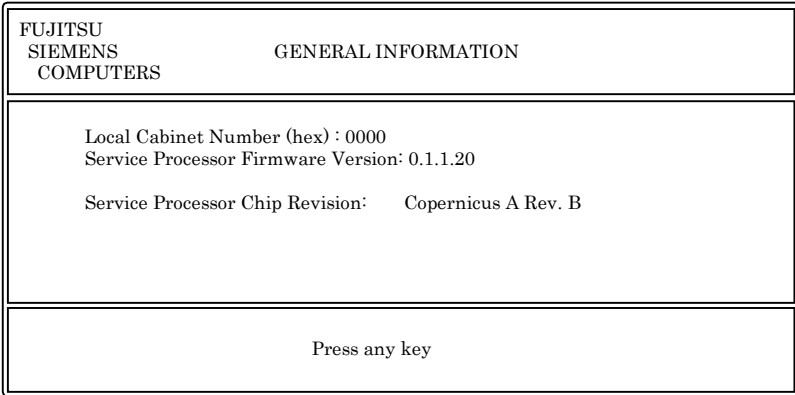 FUJITSU
SIEMENS
COMPUTERS
GENERAL INFORMATION
Local Cabinet Number (hex) : 0000
Service Processor Firmware Version: 0.1.1.20
Service Processor Chip Revision: Copernicus A Rev. B
Press any key